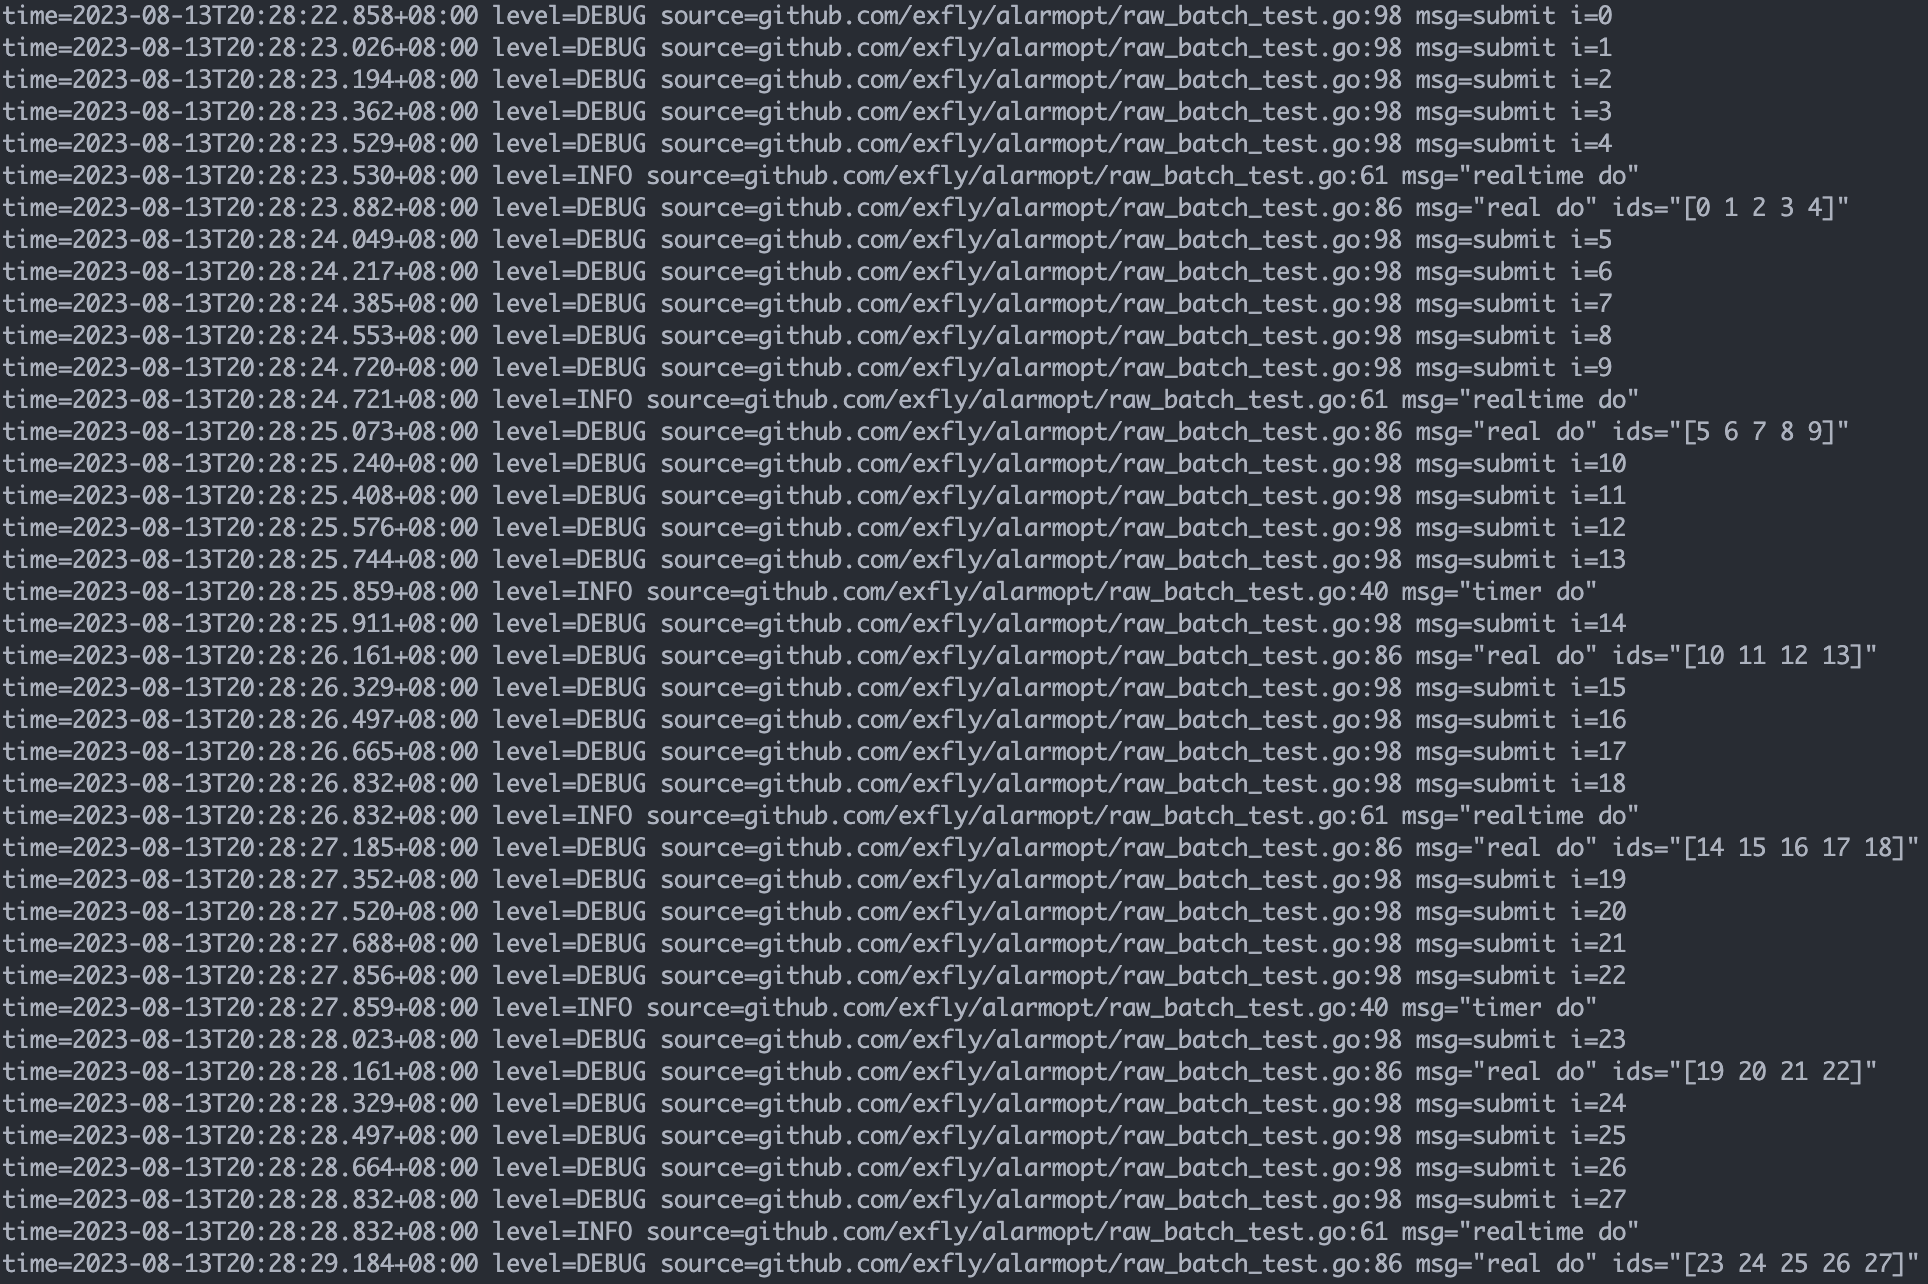 time=2023-08-13T20:28:22.858+08:00 level=DEBUG source=github.com/exfly/alarmopt/raw_batch_test.go:98 msg=submit i=0
time=2023-08-13T20:28:23.026+08:00 level=DEBUG source=github.com/exfly/alarmopt/raw_batch_test.go:98 msg=submit i=1
time=2023-08-13T20:28:23.194+08:00 level=DEBUG source=github.com/exfly/alarmopt/raw_batch_test.go:98 msg=submit i=2
time=2023-08-13T20:28:23.362+08:00 level=DEBUG source=github.com/exfly/alarmopt/raw_batch_test.go:98 msg=submit i=3
time=2023-08-13T20:28:23.529+08:00 level=DEBUG source=github.com/exfly/alarmopt/raw_batch_test.go:98 msg=submit i=4
time=2023-08-13T20:28:23.530+08:00 level=INFO source=github.com/exfly/alarmopt/raw_batch_test.go:61 msg="realtime do"
time=2023-08-13T20:28:23.882+08:00 level=DEBUG source=github.com/exfly/alarmopt/raw_batch_test.go:86 msg="real do" ids="[0 1 2 3 4]"
time=2023-08-13T20:28:24.049+08:00 level=DEBUG source=github.com/exfly/alarmopt/raw_batch_test.go:98 msg=submit i=5
time=2023-08-13T20:28:24.217+08:00 level=DEBUG source=github.com/exfly/alarmopt/raw_batch_test.go:98 msg=submit i=6
time=2023-08-13T20:28:24.385+08:00 level=DEBUG source=github.com/exfly/alarmopt/raw_batch_test.go:98 msg=submit i=7
time=2023-08-13T20:28:24.553+08:00 level=DEBUG source=github.com/exfly/alarmopt/raw_batch_test.go:98 msg=submit i=8
time=2023-08-13T20:28:24.720+08:00 level=DEBUG source=github.com/exfly/alarmopt/raw_batch_test.go:98 msg=submit i=9
time=2023-08-13T20:28:24.721+08:00 level=INFO source=github.com/exfly/alarmopt/raw_batch_test.go:61 msg="realtime do"
time=2023-08-13T20:28:25.073+08:00 level=DEBUG source=github.com/exfly/alarmopt/raw_batch_test.go:86 msg="real do" ids="[5 6 7 8 9]"
time=2023-08-13T20:28:25.240+08:00 level=DEBUG source=github.com/exfly/alarmopt/raw_batch_test.go:98 msg=submit i=10
time=2023-08-13T20:28:25.408+08:00 level=DEBUG source=github.com/exfly/alarmopt/raw_batch_test.go:98 msg=submit i=11
time=2023-08-13T20:28:25.576+08:00 level=DEBUG source=github.com/exfly/alarmopt/raw_batch_test.go:98 msg=submit i=12
time=2023-08-13T20:28:25.744+08:00 level=DEBUG source=github.com/exfly/alarmopt/raw_batch_test.go:98 msg=submit i=13
time=2023-08-13T20:28:25.859+08:00 level=INFO source=github.com/exfly/alarmopt/raw_batch_test.go:40 msg="timer do"
time=2023-08-13T20:28:25.911+08:00 level=DEBUG source=github.com/exfly/alarmopt/raw_batch_test.go:98 msg=submit i=14
time=2023-08-13T20:28:26.161+08:00 level=DEBUG source=github.com/exfly/alarmopt/raw_batch_test.go:86 msg="real do" ids="[10 11 12 13]"
time=2023-08-13T20:28:26.329+08:00 level=DEBUG source=github.com/exfly/alarmopt/raw_batch_test.go:98 msg=submit i=15
time=2023-08-13T20:28:26.497+08:00 level=DEBUG source=github.com/exfly/alarmopt/raw_batch_test.go:98 msg=submit i=16
time=2023-08-13T20:28:26.665+08:00 level=DEBUG source=github.com/exfly/alarmopt/raw_batch_test.go:98 msg=submit i=17
time=2023-08-13T20:28:26.832+08:00 level=DEBUG source=github.com/exfly/alarmopt/raw_batch_test.go:98 msg=submit i=18
time=2023-08-13T20:28:26.832+08:00 level=INFO source=github.com/exfly/alarmopt/raw_batch_test.go:61 msg="realtime do"
time=2023-08-13T20:28:27.185+08:00 level=DEBUG source=github.com/exfly/alarmopt/raw_batch_test.go:86 msg="real do" ids="[14 15 16 17 18]"
time=2023-08-13T20:28:27.352+08:00 level=DEBUG source=github.com/exfly/alarmopt/raw_batch_test.go:98 msg=submit i=19
time=2023-08-13T20:28:27.520+08:00 level=DEBUG source=github.com/exfly/alarmopt/raw_batch_test.go:98 msg=submit i=20
time=2023-08-13T20:28:27.688+08:00 level=DEBUG source=github.com/exfly/alarmopt/raw_batch_test.go:98 msg=submit i=21
time=2023-08-13T20:28:27.856+08:00 level=DEBUG source=github.com/exfly/alarmopt/raw_batch_test.go:98 msg=submit i=22
time=2023-08-13T20:28:27.859+08:00 level=INFO source=github.com/exfly/alarmopt/raw_batch_test.go:40 msg="timer do"
time=2023-08-13T20:28:28.023+08:00 level=DEBUG source=github.com/exfly/alarmopt/raw_batch_test.go:98 msg=submit i=23
time=2023-08-13T20:28:28.161+08:00 level=DEBUG source=github.com/exfly/alarmopt/raw_batch_test.go:86 msg="real do" ids="[19 20 21 22]"
time=2023-08-13T20:28:28.329+08:00 level=DEBUG source=github.com/exfly/alarmopt/raw_batch_test.go:98 msg=submit i=24
time=2023-08-13T20:28:28.497+08:00 level=DEBUG source=github.com/exfly/alarmopt/raw_batch_test.go:98 msg=submit i=25
time=2023-08-13T20:28:28.664+08:00 level=DEBUG source=github.com/exfly/alarmopt/raw_batch_test.go:98 msg=submit i=26
time=2023-08-13T20:28:28.832+08:00 level=DEBUG source=github.com/exfly/alarmopt/raw_batch_test.go:98 msg=submit i=27
time=2023-08-13T20:28:28.832+08:00 level=INFO source=github.com/exfly/alarmopt/raw_batch_test.go:61 msg="realtime do"
time=2023-08-13T20:28:29.184+08:00 level=DEBUG source=github.com/exfly/alarmopt/raw_batch_test.go:86 msg="real do" ids="[23 24 25 26 27]"